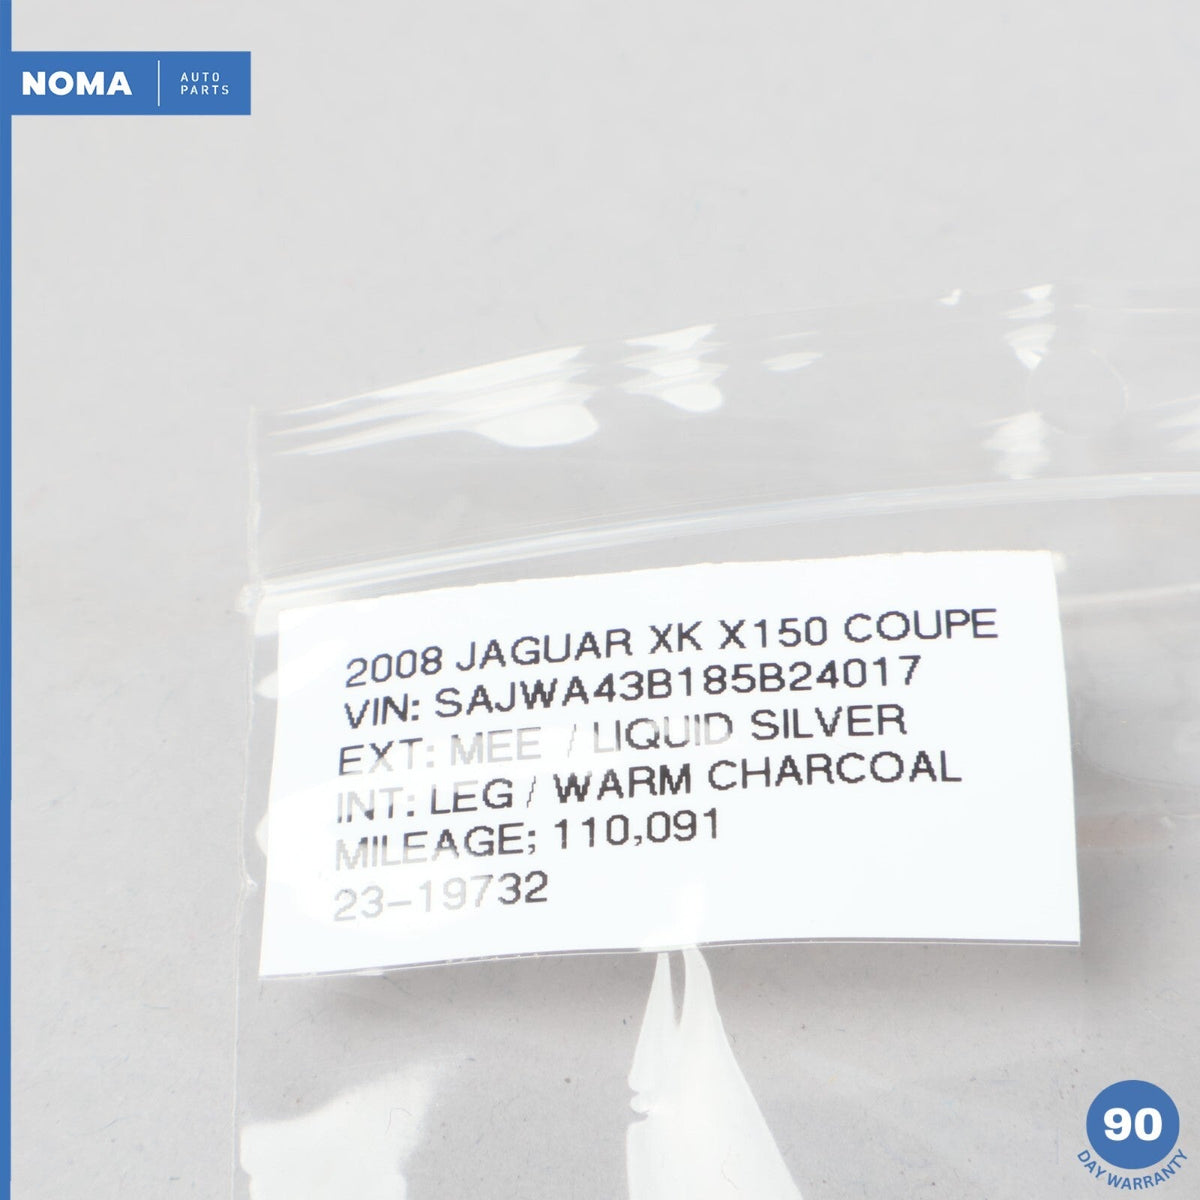 NOMA
AUTO
PARTS
2008 JAGUAR XK X150 COUPE
VIN: SAJWA43B185B24017
EXT: MEE / LIQUID SILVER
INT: LEG / WARM CHARCOAL
MILEAGE; 110,091
23-19732
90
DAY WARRANTY